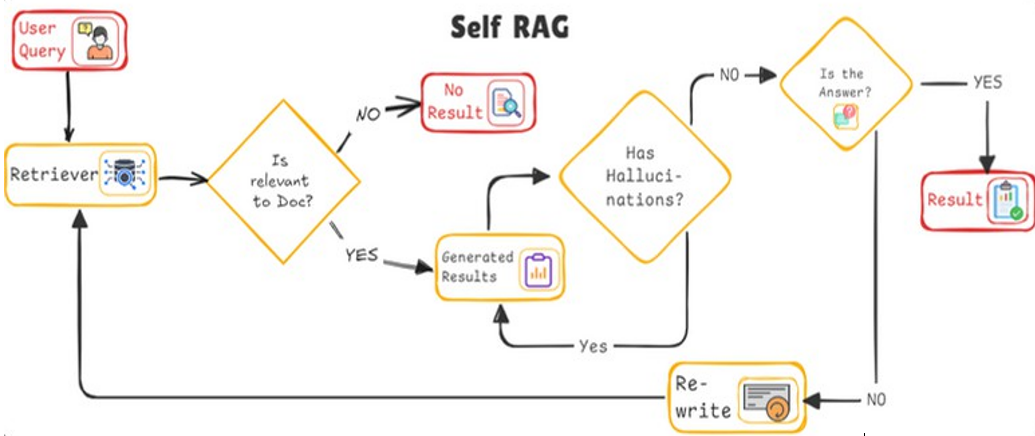 Self RAG
User
Query
Retriever
Is
relevant
to Doc?
NO
No
Result
YES
Generated
Results
Has
Halluci-
nations?
Yes
NO
Is the
Answer?
YES
Result
NO
Re-
write